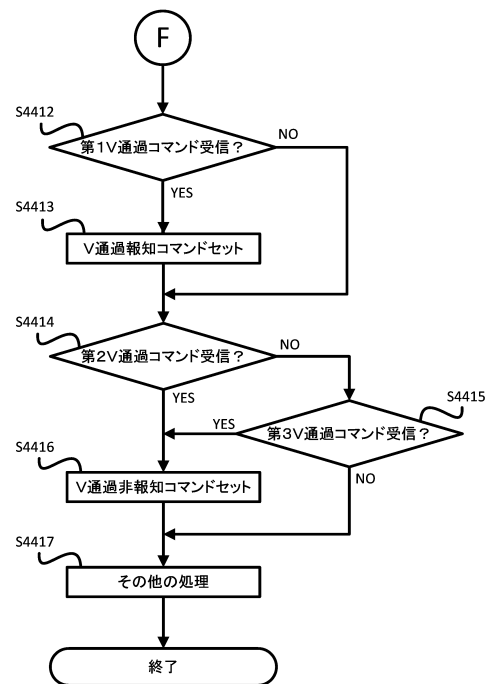 F
S4412
第１V通過コマンド受信？
NO
YES
S4413
V通過報知コマンドセット
S4414
第２V通過コマンド受信？
NO
YES
S4415
第３V通過コマンド受信？
YES
NO
S4416
V通過非報知コマンドセット
S4417
その他の処理
終了